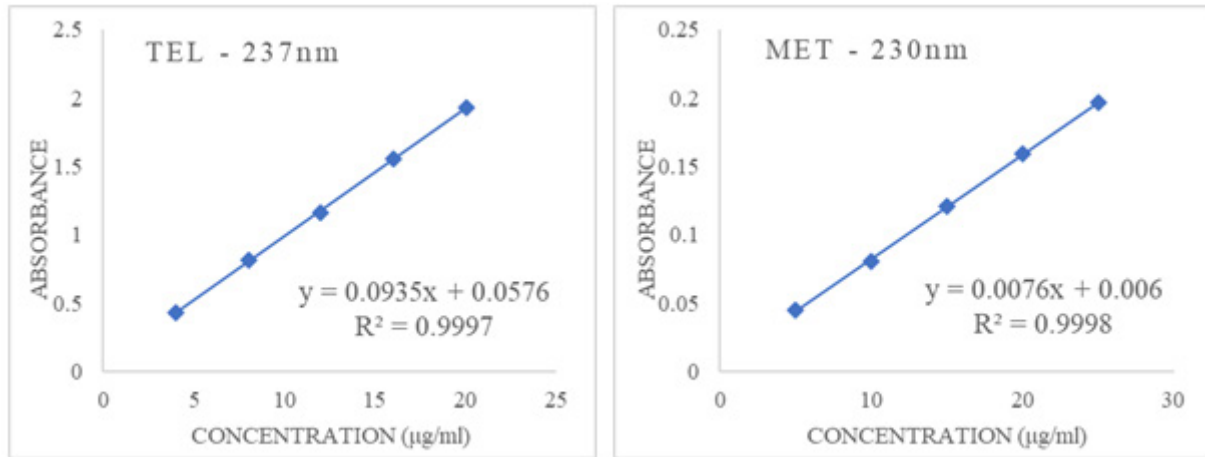 TEL - 237nm
2.5
2
1.5
1
0.5
0
ABSORBANCE
y = 0.0935x + 0.0576
R² = 0.9997
0 5 10 15 20 25
CONCENTRATION (µg/ml)
MET - 230nm
0.25
0.2
0.15
0.1
0.05
0
ABSORBANCE
y = 0.0076x + 0.006
R² = 0.9998
0 10 20 30
CONCENTRATION (µg/ml)